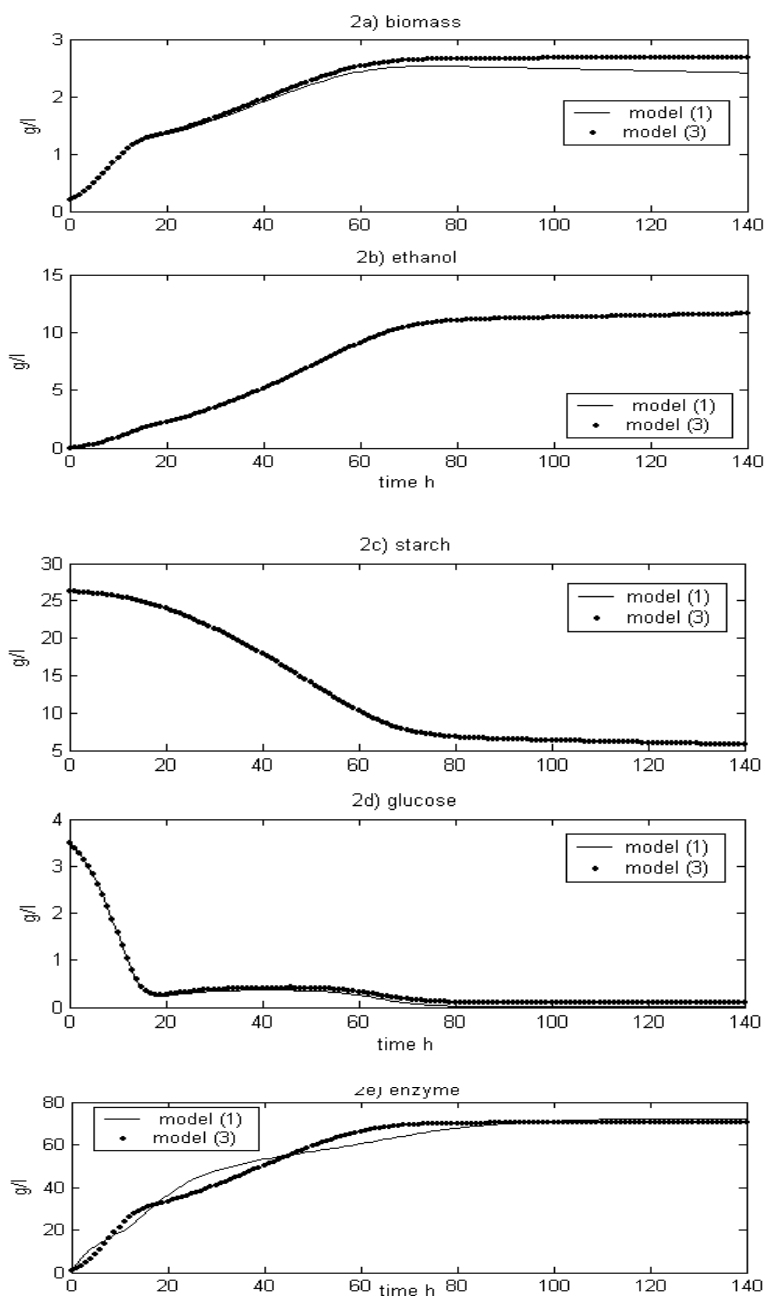 2a) biomass
3
2
1
0
g/l
model (1)
model (3)
0 20 40 60 80 100 120 140
2b) ethanol
15
10
5
0
g/l
model (1)
model (3)
0 20 40 60 80 100 120 140
time h
2c) starch
30
25
20
15
10
5
g/l
model (1)
model (3)
0 20 40 60 80 100 120 140
2d) glucose
4
3
2
1
0
g/l
model (1)
model (3)
0 20 40 60 80 100 120 140
time h
2e) enzyme
80
60
40
20
0
g/l
model (1)
model (3)
0 20 40 60 80 100 120 140
time h